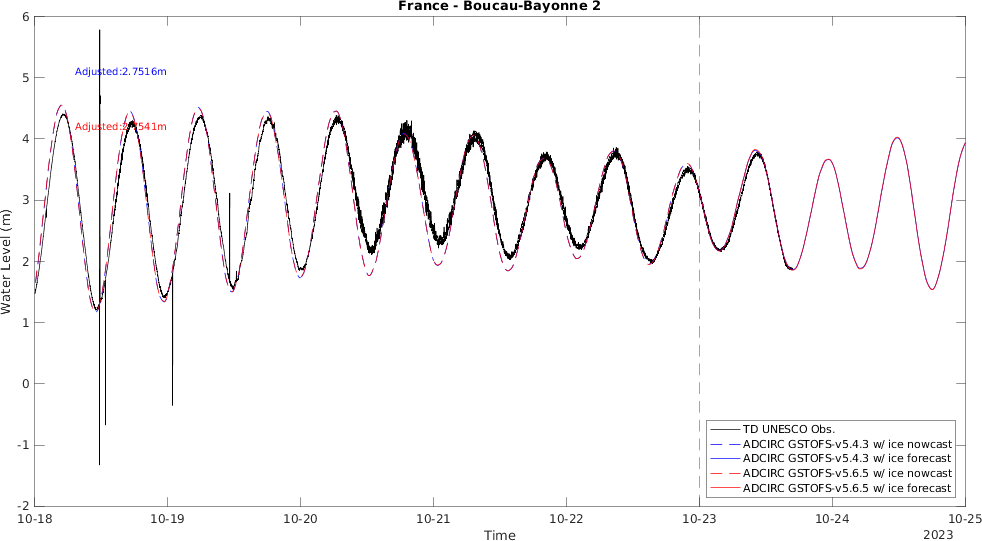 France - Boucau-Bayonne 2
6
5
4
3
2
1
0
-1
-2
Water Level (m)
Adjusted:2.7516m
Adjusted:2.7541m
TD UNESCO Obs.
ADCIRC GSTOFS-v5.4.3 w/ ice nowcast
ADCIRC GSTOFS-v5.4.3 w/ ice forecast
ADCIRC GSTOFS-v5.6.5 w/ ice nowcast
ADCIRC GSTOFS-v5.6.5 w/ ice forecast
10-18 10-19 10-20 10-21 10-22 10-23 10-24 10-25
Time
2023